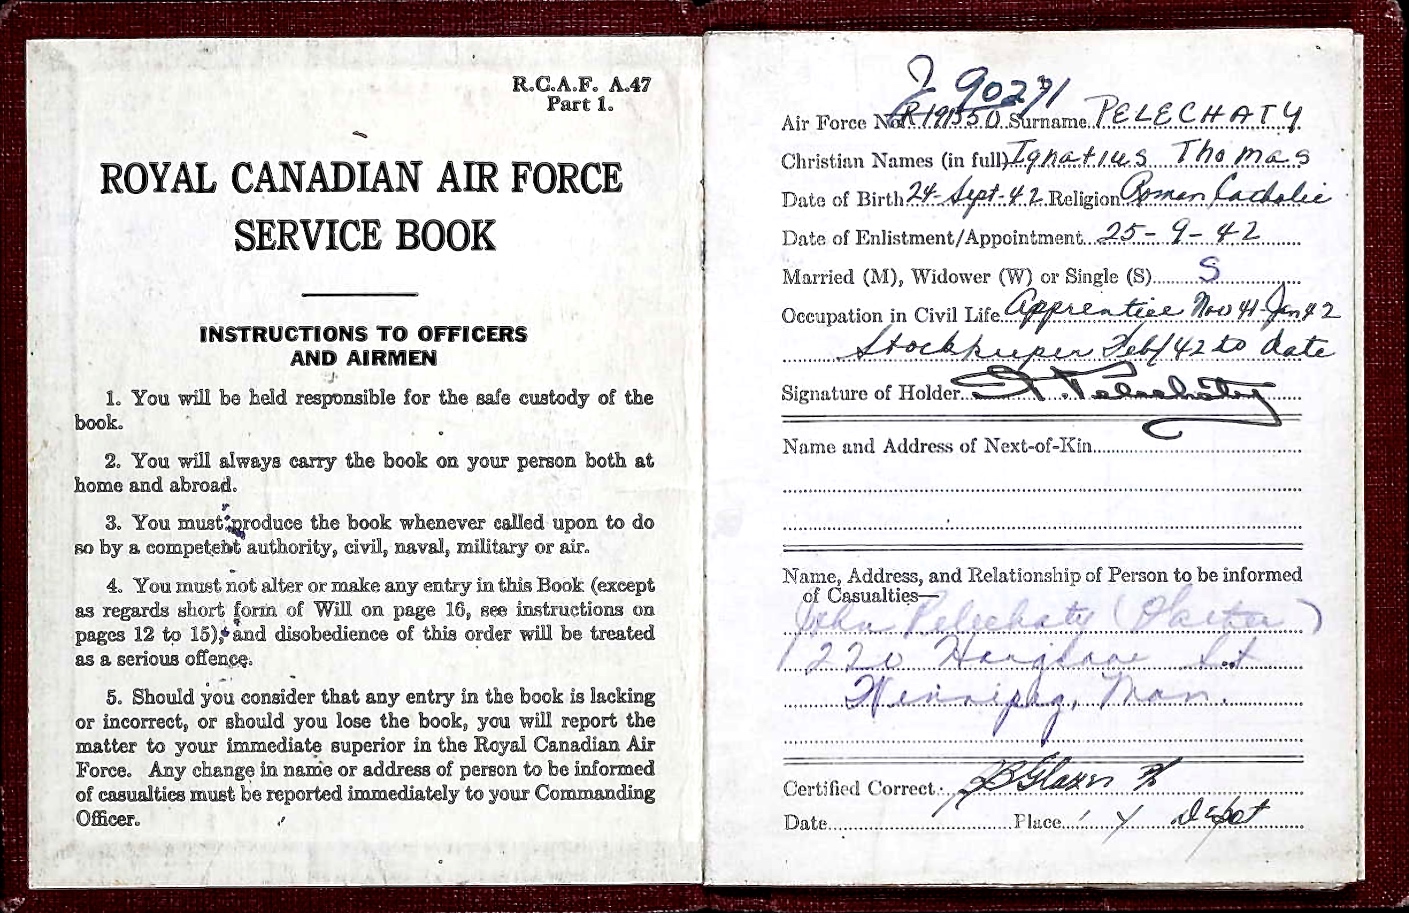 R.C.A.F. A.47
Part 1.
ROYAL CANADIAN AIR FORCE
SERVICE BOOK
INSTRUCTIONS TO OFFICERS
AND AIRMEN
1. You will be held responsible for the safe custody of the
book.
2. You will always carry the book on your person both at
home and abroad.
3. You must produce the book whenever called upon to do
so by a competent authority, civil, naval, military or air.
4. You must not alter or make any entry in this Book (except
as regards short form of Will on page 16, see instructions on
pages 12 to 15), and disobedience of this order will be treated
as a serious offence.
5. Should you consider that any entry in the book is lacking
or incorrect, or should you lose the book, you will report the
matter to your immediate superior in the Royal Canadian Air
Force. Any change in name or address of person to be informed
of casualties must be reported immediately to your Commanding
Officer.
J 90271
Air Force No. R191550 Surname PELECHATY
Christian Names (in full) Ignatius Thomas
Date of Birth 24-Sept-42 Religion Roman Catholic
Date of Enlistment/Appointment 25-9-42
Married (M), Widower (W) or Single (S) S
Occupation in Civil Life Apprentice Nov 41-Jan 42
Stockkeeper Feb/42 to date
Signature of Holder I. T. Pelechaty
Name and Address of Next-of-Kin
Name, Address, and Relationship of Person to be informed
of Casualties—
John Pelechaty (Father)
220 Hargrave St
Winnipeg, Man.
Certified Correct
Date Place Depot